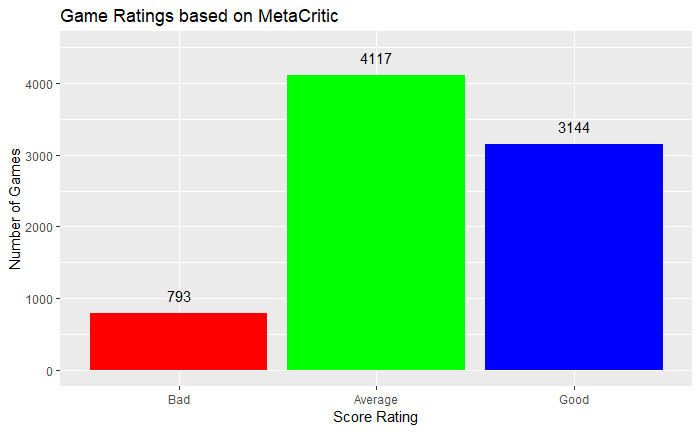 Game Ratings based on MetaCritic
4117
3144
793
4000
3000
2000
1000
0
Number of Games
Bad
Average
Good
Score Rating